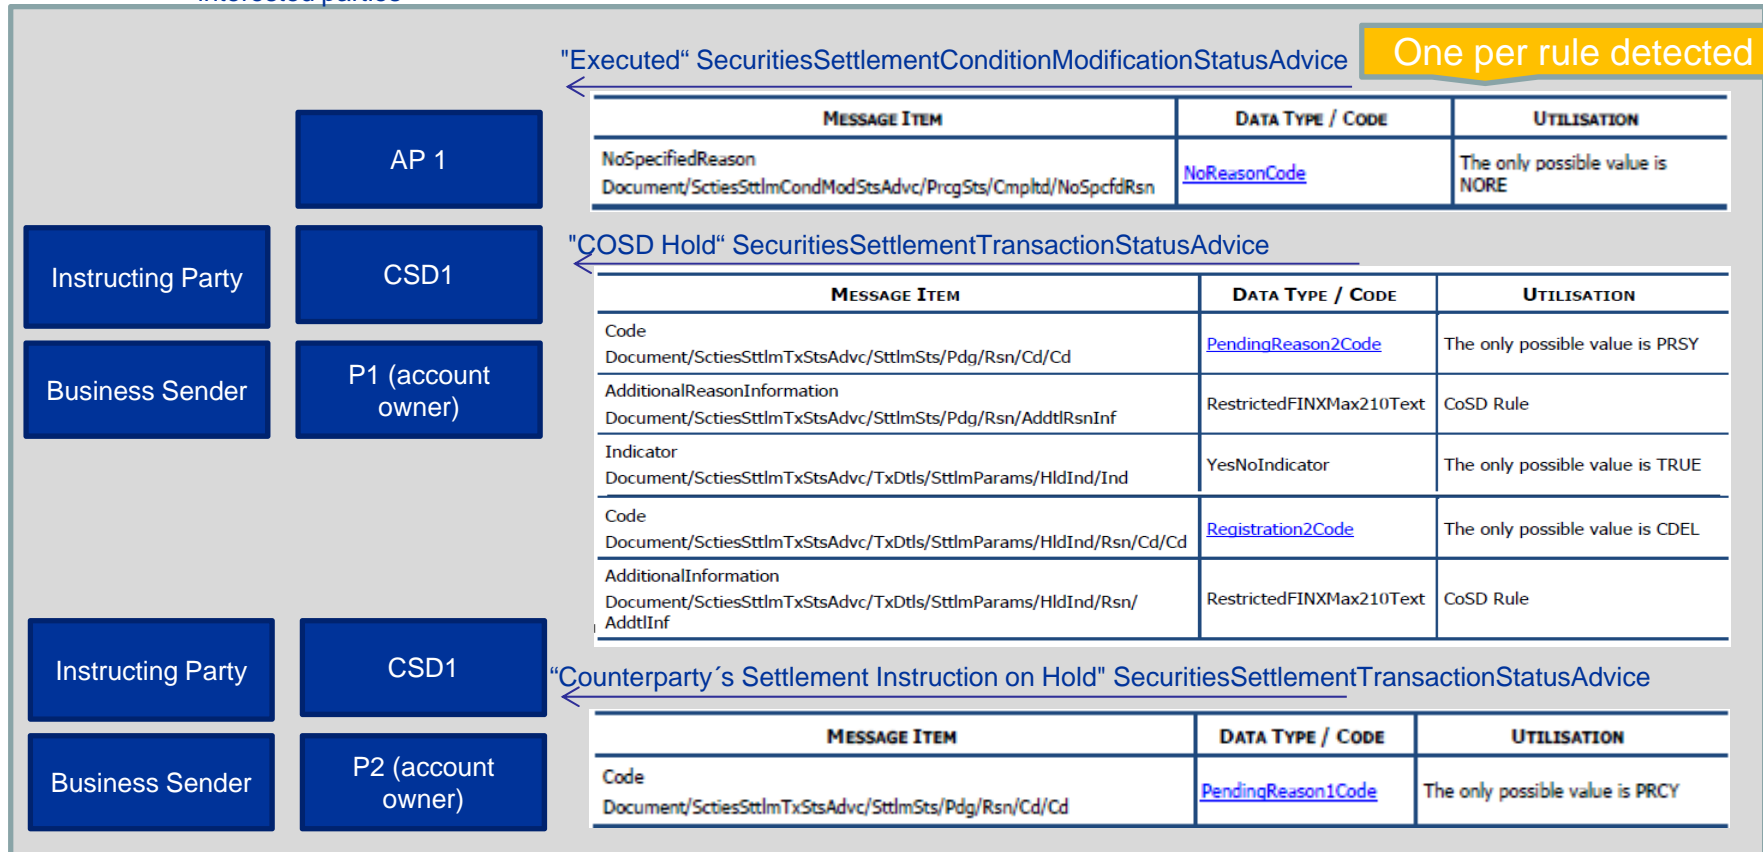 interested parties
"Executed“ SecuritiesSettlementConditionModificationStatusAdvice
One per rule detected
MESSAGE ITEM DATA TYPE / CODE UTILISATION
AP 1
NoSpecifiedReason
Document/SctiesSttlmCondModStsAdvc/PrcgSts/Cmpltd/NoSpcfdRsn
NoReasonCode
The only possible value is
NORE
"COSD Hold“ SecuritiesSettlementTransactionStatusAdvice
Instructing Party
CSD1
MESSAGE ITEM DATA TYPE / CODE UTILISATION
Code
Document/SctiesSttlmTxStsAdvc/SttlmSts/Pdg/Rsn/Cd/Cd
PendingReason2Code
The only possible value is PRSY
Business Sender
P1 (account
owner)
AdditionalReasonInformation
Document/SctiesSttlmTxStsAdvc/SttlmSts/Pdg/Rsn/AddtlRsnInf
RestrictedFINXMax210Text
CoSD Rule
Indicator
Document/SctiesSttlmTxStsAdvc/TxDtls/SttlmParams/HldInd/Ind
YesNoIndicator
The only possible value is TRUE
Code
Document/SctiesSttlmTxStsAdvc/TxDtls/SttlmParams/HldInd/Rsn/Cd/Cd
Registration2Code
The only possible value is CDEL
AdditionalInformation
Document/SctiesSttlmTxStsAdvc/TxDtls/SttlmParams/HldInd/Rsn/
AddtlInf
RestrictedFINXMax210Text
CoSD Rule
Instructing Party
CSD1
“Counterparty´s Settlement Instruction on Hold" SecuritiesSettlementTransactionStatusAdvice
MESSAGE ITEM DATA TYPE / CODE UTILISATION
Business Sender
P2 (account
owner)
Code
Document/SctiesSttlmTxStsAdvc/SttlmSts/Pdg/Rsn/Cd/Cd
PendingReason1Code
The only possible value is PRCY